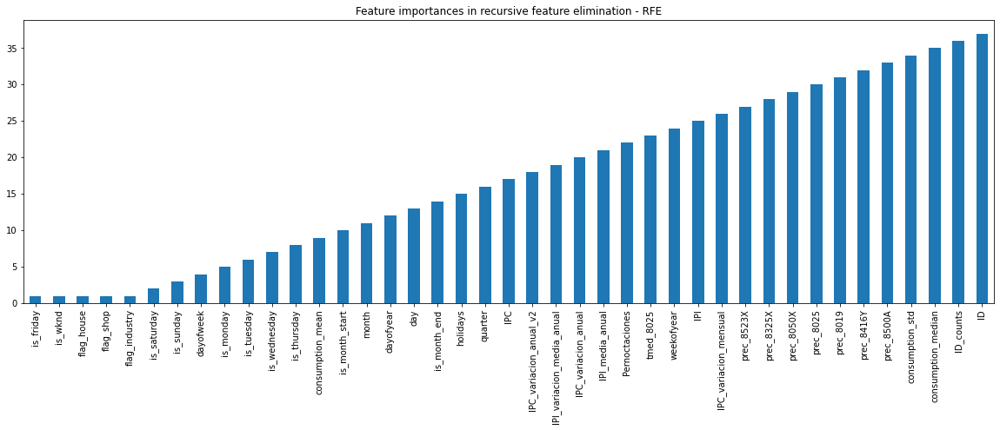 Feature importances in recursive feature elimination - RFE
35
30
25
20
15
10
5
0
is_friday
is_wknd
flag_house
flag_shop
flag_industry
is_saturday
is_sunday
dayofweek
is_monday
is_tuesday
is_wednesday
is_thursday
consumption_mean
is_month_start
month
dayofyear
day
is_month_end
holidays
quarter
IPC
IPC_variacion_anual_v2
IPI_variacion_media_anual
IPC_variacion_anual
IPI_media_anual
Pernoctaciones
tmed_8025
weekofyear
IPI
IPC_variacion_mensual
prec_8523X
prec_8325X
prec_8050X
prec_8025
prec_8019
prec_8416Y
prec_8500A
consumption_std
consumption_median
ID_counts
ID